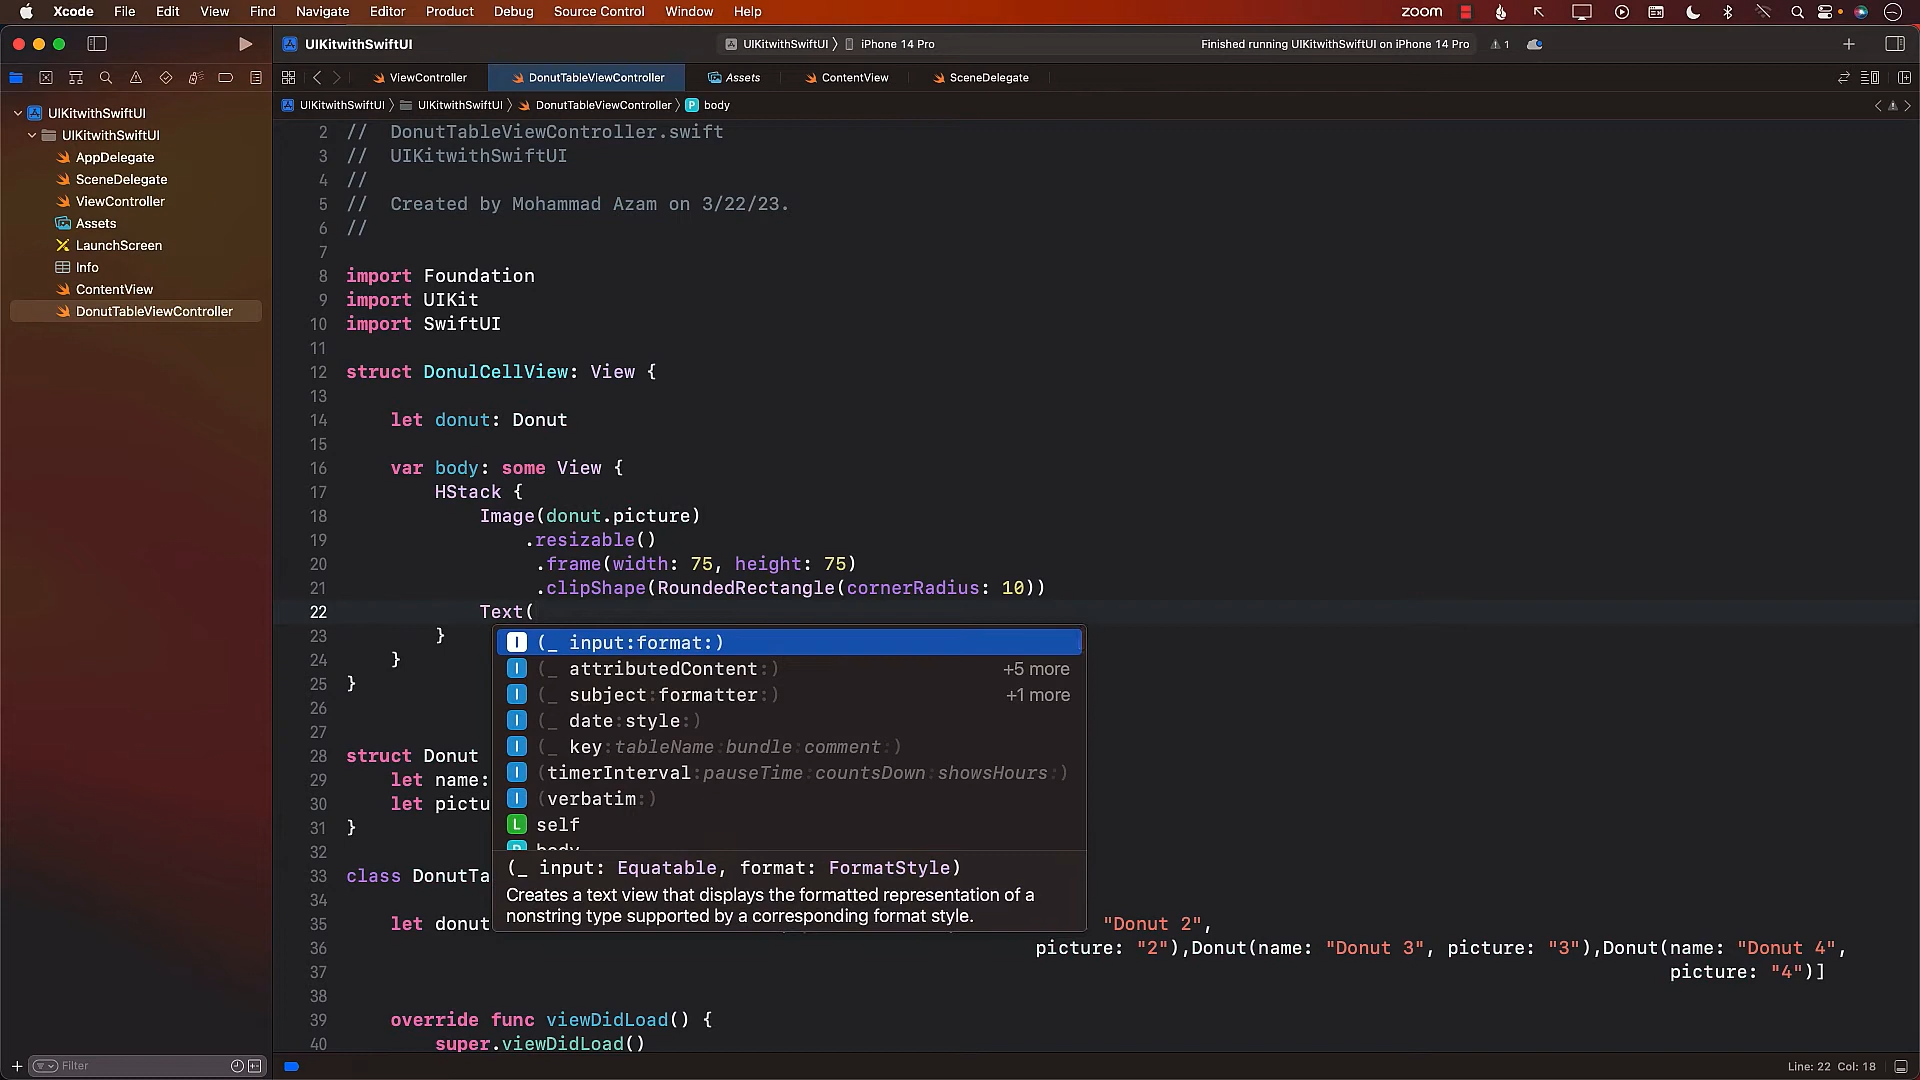 Xcode File Edit View Find Navigate Editor Product Debug Source Control Window Help zoom
UIKitwithSwiftUI UIKitwithSwiftUI iPhone 14 Pro Finished running UIKitwithSwiftUI on iPhone 14 Pro 1
ViewController DonutTableViewController Assets ContentView SceneDelegate
UIKitwithSwiftUI UIKitwithSwiftUI DonutTableViewController P body
UIKitwithSwiftUI
UIKitwithSwiftUI
AppDelegate
SceneDelegate
ViewController
Assets
LaunchScreen
Info
ContentView
DonutTableViewController
2 // DonutTableViewController.swift
3 // UIKitwithSwiftUI
4 //
5 // Created by Mohammad Azam on 3/22/23.
6 //
7
8 import Foundation
9 import UIKit
10 import SwiftUI
11
12 struct DonulCellView: View {
13
14 let donut: Donut
15
16 var body: some View {
17 HStack {
18 Image(donut.picture)
19 .resizable()
20 .frame(width: 75, height: 75)
21 .clipShape(RoundedRectangle(cornerRadius: 10))
22 Text(
23 }
24 }
25 }
26
27
28 struct Donut
29 let name:
30 let pictu
31 }
32
33 class DonutTa
34
35 let donut "Donut 2",
36 picture: "2"),Donut(name: "Donut 3", picture: "3"),Donut(name: "Donut 4",
37 picture: "4")]
38
39 override func viewDidLoad() {
40 super.viewDidLoad()
I (_ input:format:)
I (_ attributedContent:) +5 more
I (_ subject:formatter:) +1 more
I (_ date:style:)
I (_ key:tableName:bundle:comment:)
I (timerInterval:pauseTime:countsDown:showsHours:)
I (verbatim:)
L self
P body
(_ input: Equatable, format: FormatStyle)
Creates a text view that displays the formatted representation of a
nonstring type supported by a corresponding format style.
Filter
Line: 22 Col: 18